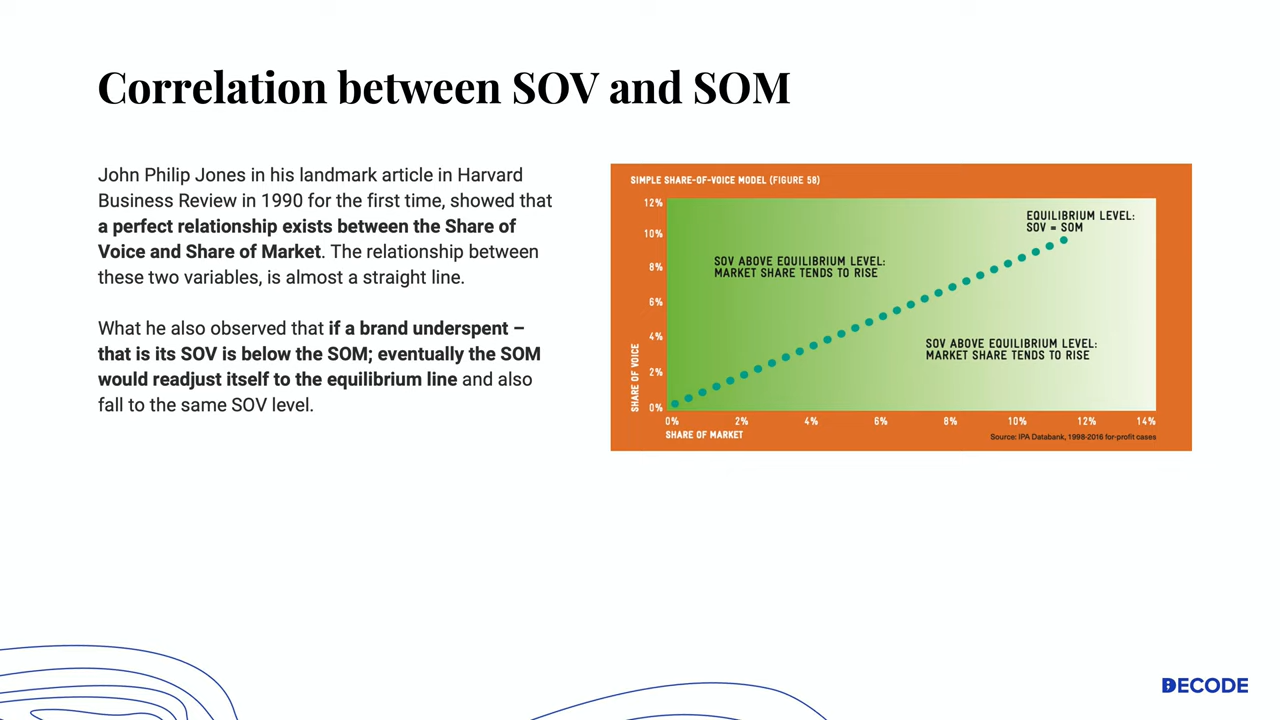 Correlation between SOV and SOM
John Philip Jones in his landmark article in Harvard
Business Review in 1990 for the first time, showed that
a perfect relationship exists between the Share of
Voice and Share of Market. The relationship between
these two variables, is almost a straight line.
What he also observed that if a brand underspent –
that is its SOV is below the SOM; eventually the SOM
would readjust itself to the equilibrium line and also
fall to the same SOV level.
SIMPLE SHARE-OF-VOICE MODEL (FIGURE 58)
12%
10%
8%
6%
4%
2%
0%
SHARE OF VOICE
EQUILIBRIUM LEVEL:
SOV = SOM
SOV ABOVE EQUILIBRIUM LEVEL:
MARKET SHARE TENDS TO RISE
SOV ABOVE EQUILIBRIUM LEVEL:
MARKET SHARE TENDS TO RISE
0% 2% 4% 6% 8% 10% 12% 14%
SHARE OF MARKET
Source: IPA Databank, 1998-2016 for-profit cases
DECODE